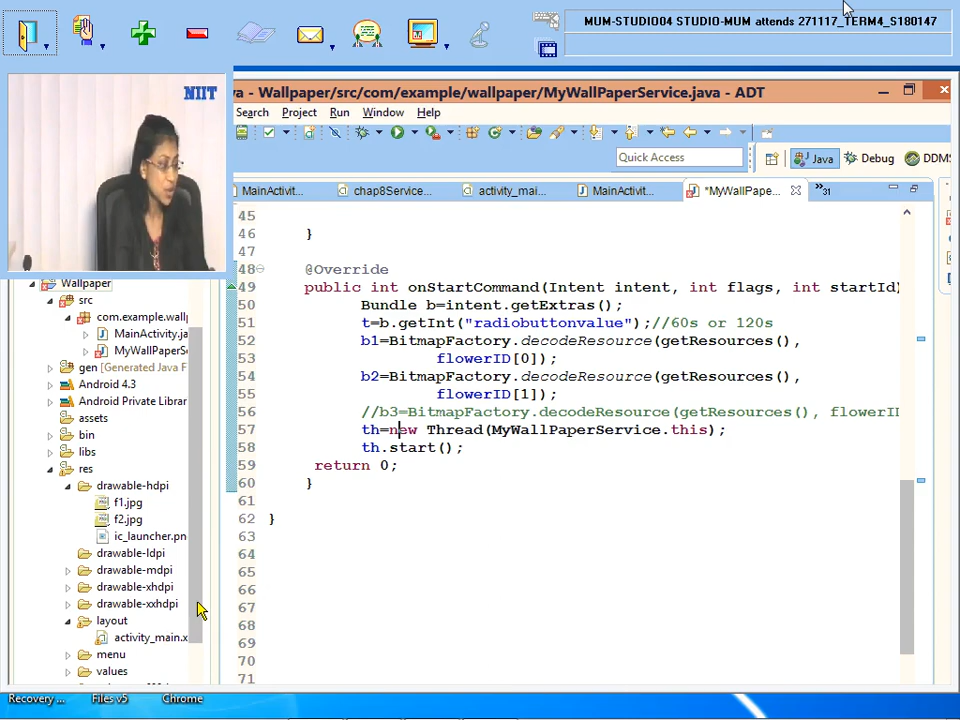 MUM-STUDIO04 STUDIO-MUM attends 271117_TERM4_S180147
NIIT
va - Wallpaper/src/com/example/wallpaper/MyWallPaperService.java - ADT
Search Project Run Window Help
Quick Access
Java
Debug
DDMS
MainActivit...
chap8Service...
activity_mai...
MainActivit...
*MyWallPape...
31
45
46 }
47
48 @Override
49 public int onStartCommand(Intent intent, int flags, int startId)
50 Bundle b=intent.getExtras();
51 t=b.getInt("radiobuttonvalue");//60s or 120s
52 b1=BitmapFactory.decodeResource(getResources(),
53 flowerID[0]);
54 b2=BitmapFactory.decodeResource(getResources(),
55 flowerID[1]);
56 //b3=BitmapFactory.decodeResource(getResources(), flowerID
57 th=new Thread(MyWallPaperService.this);
58 th.start();
59 return 0;
60 }
61
62 }
63
64
65
66
67
68
69
70
71
Wallpaper
src
com.example.wallp
MainActivity.ja
MyWallPaperSe
gen [Generated Java F
Android 4.3
Android Private Librar
assets
bin
libs
res
drawable-hdpi
f1.jpg
f2.jpg
ic_launcher.pn
drawable-ldpi
drawable-mdpi
drawable-xhdpi
drawable-xxhdpi
layout
activity_main.x
menu
values
Recovery ...
Files v5
Chrome